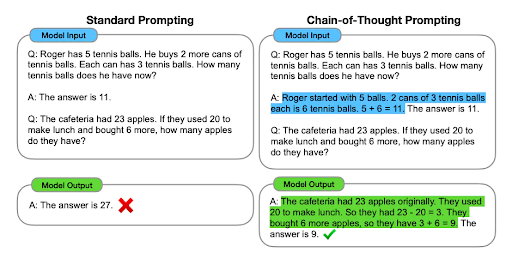 Standard Prompting
Model Input
Q: Roger has 5 tennis balls. He buys 2 more cans of
tennis balls. Each can has 3 tennis balls. How many
tennis balls does he have now?
A: The answer is 11.
Q: The cafeteria had 23 apples. If they used 20 to
make lunch and bought 6 more, how many apples
do they have?
Model Output
A: The answer is 27.
Chain-of-Thought Prompting
Model Input
Q: Roger has 5 tennis balls. He buys 2 more cans of
tennis balls. Each can has 3 tennis balls. How many
tennis balls does he have now?
A: Roger started with 5 balls. 2 cans of 3 tennis balls
each is 6 tennis balls. 5 + 6 = 11. The answer is 11.
Q: The cafeteria had 23 apples. If they used 20 to
make lunch and bought 6 more, how many apples
do they have?
Model Output
A: The cafeteria had 23 apples originally. They used
20 to make lunch. So they had 23 - 20 = 3. They
bought 6 more apples, so they have 3 + 6 = 9. The
answer is 9.